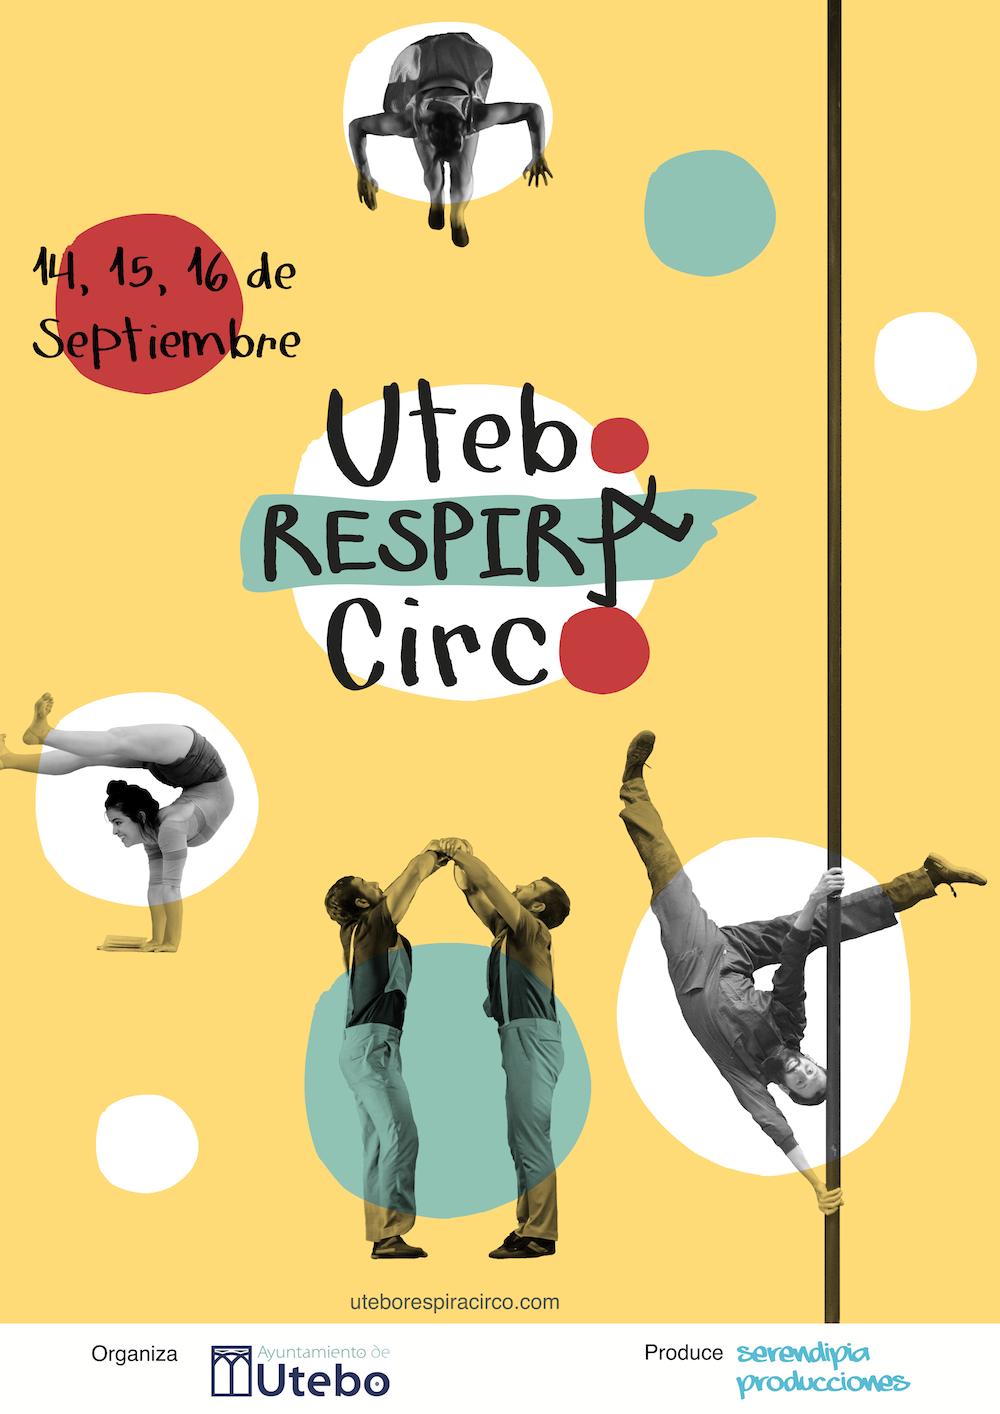 14, 15, 16 de
Septiembre
Utebo
RESPIRA
Circo
uteborespiracirco.com
Organiza
Ayuntamiento de
Utebo
Produce
serendipia
producciones